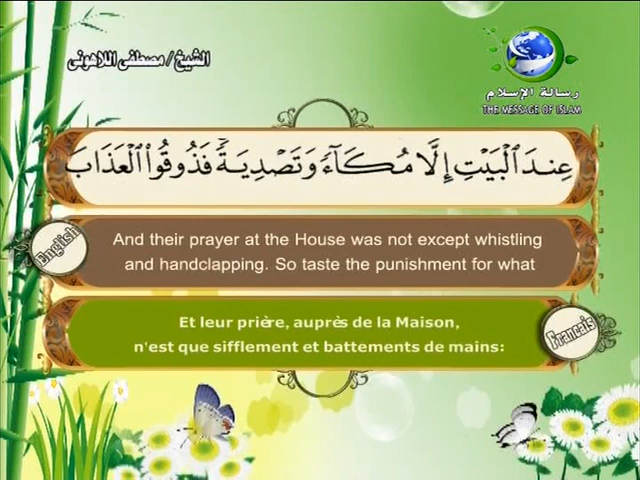 الشيخ / مصطفى اللاهونى
رسالة الإسلام
THE MESSAGE OF ISLAM
عِندَ ٱلْبَيْتِ إِلَّا مُكَآءً وَتَصْدِيَةً ۚ فَذُوقُوا۟ ٱلْعَذَابَ
English
And their prayer at the House was not except whistling
and handclapping. So taste the punishment for what
Et leur prière, auprès de la Maison,
n'est que sifflement et battements de mains:
Francais